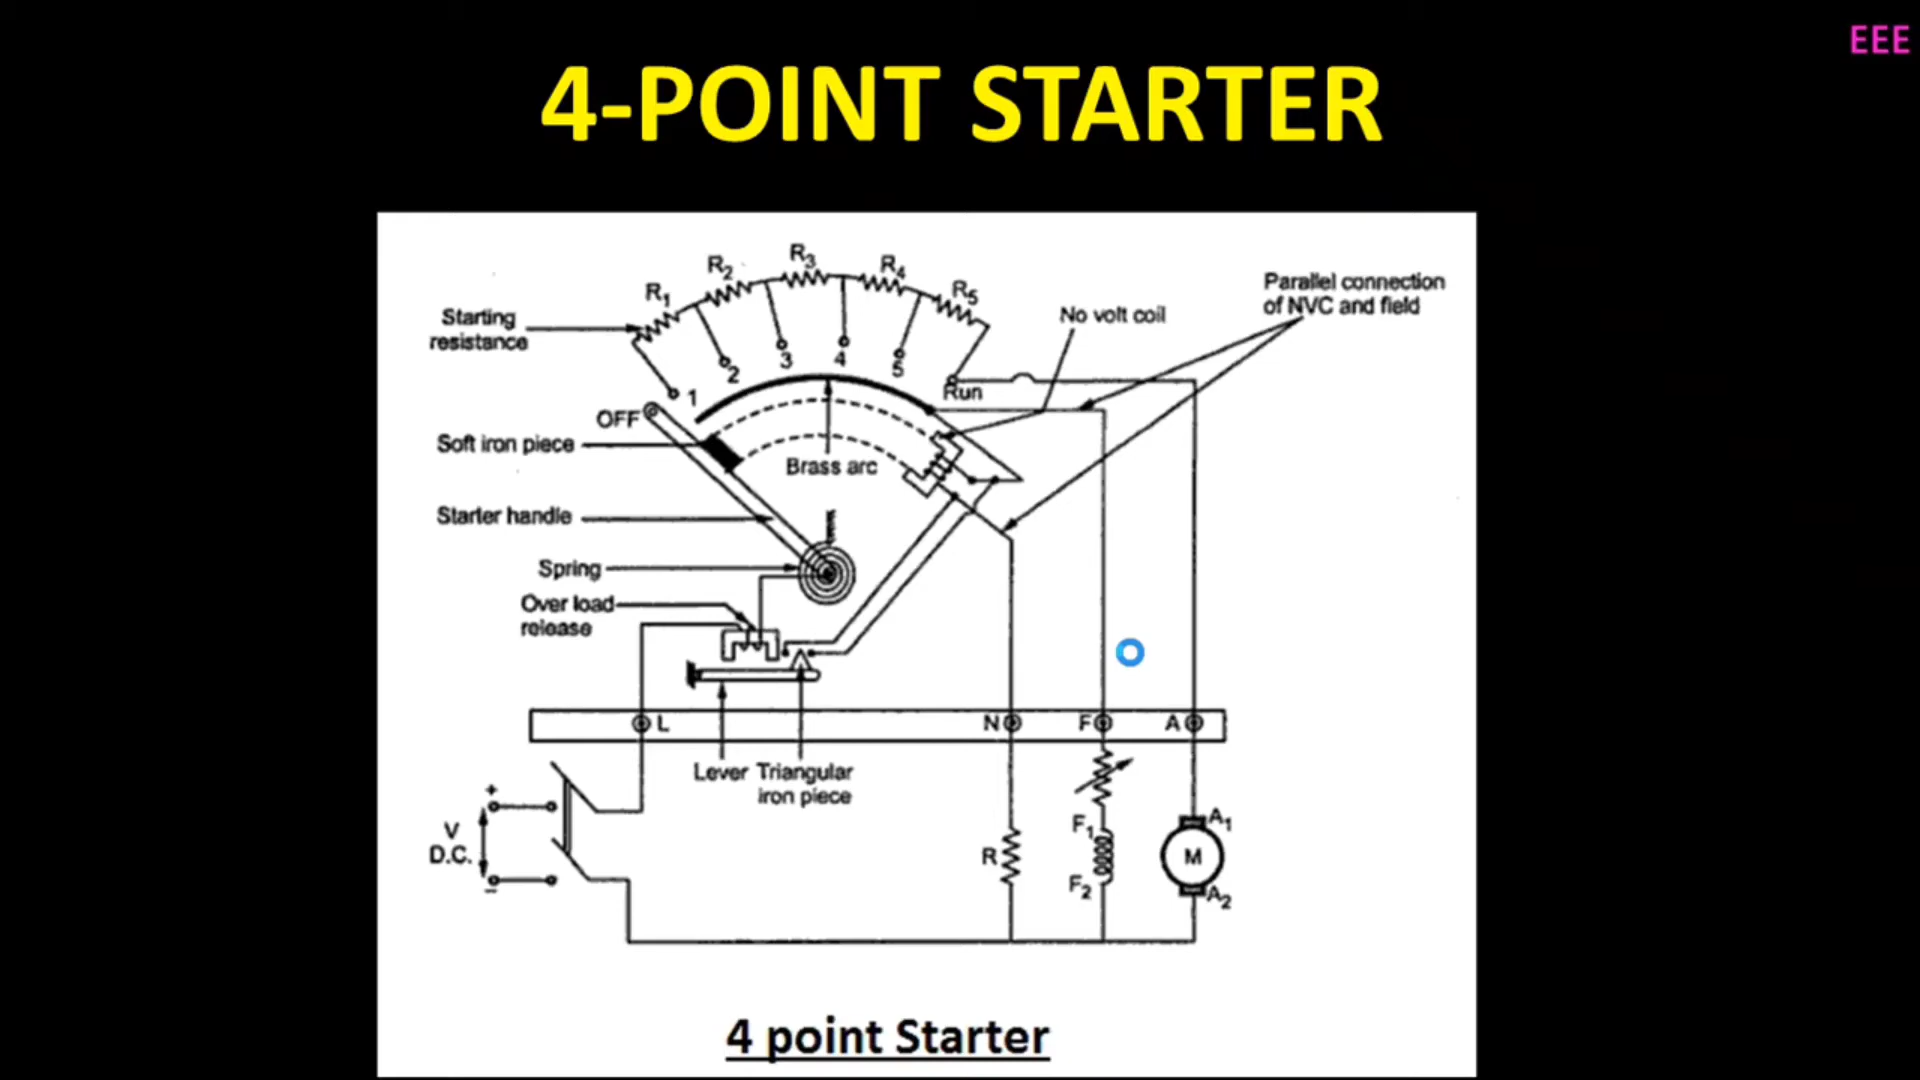 EEE
4-POINT STARTER
R1
R2
R3
R4
R5
Starting
resistance
No volt coil
Parallel connection
of NVC and field
1
2
3
4
5
Run
OFF
Soft iron piece
Brass arc
Starter handle
Spring
Over load
release
L
N
F
A
Lever
Triangular
iron piece
+
V
D.C.
–
R
F1
F2
A1
M
A2
4 point Starter